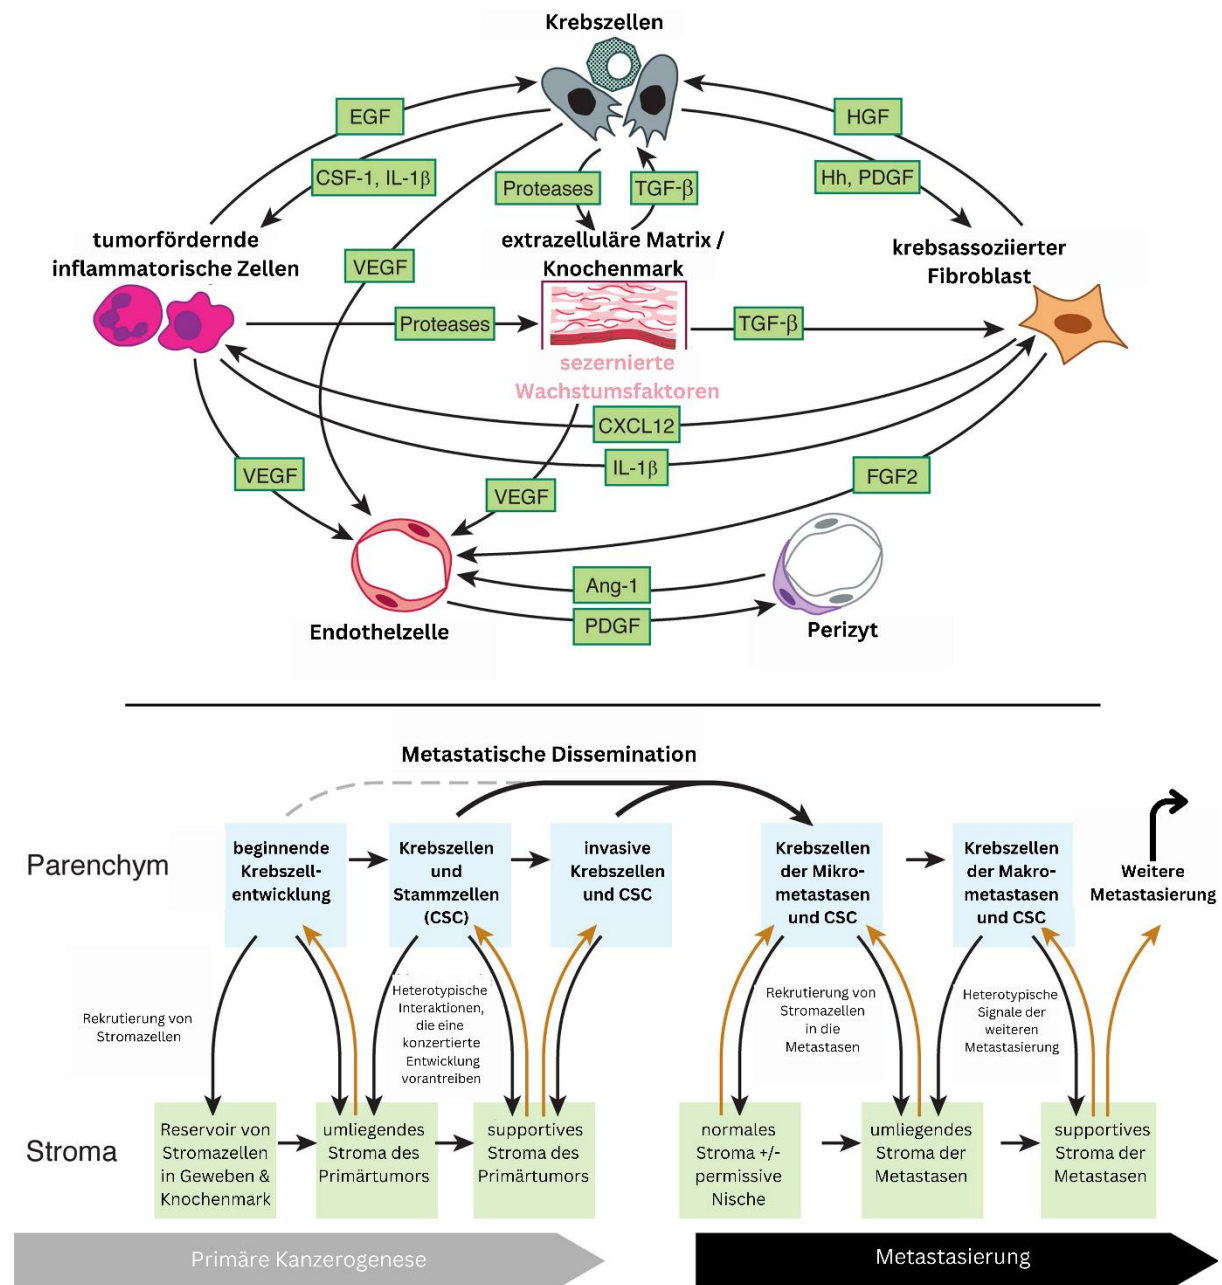 Krebszellen
EGF
HGF
CSF-1, IL-1β
Hh, PDGF
Proteases
TGF-β
tumorfördernde
inflammatorische Zellen
extrazelluläre Matrix /
Knochenmark
krebsassoziierter
Fibroblast
VEGF
Proteases
TGF-β
sezernierte
Wachstumsfaktoren
CXCL12
IL-1β
VEGF
VEGF
FGF2
Ang-1
PDGF
Endothelzelle
Perizyt
Metastatische Dissemination
Parenchym
beginnende
Krebszell-
entwicklung
Krebszellen
und
Stammzellen
(CSC)
invasive
Krebszellen
und CSC
Krebszellen
der Mikro-
metastasen
und CSC
Krebszellen
der Makro-
metastasen
und CSC
Weitere
Metastasierung
Rekrutierung von
Stromazellen
Heterotypische
Interaktionen,
die eine
konzertierte
Entwicklung
vorantreiben
Rekrutierung von
Stromazellen
in die
Metastasen
Heterotypische
Signale der
weiteren
Metastasierung
Stroma
Reservoir von
Stromazellen
in Geweben &
Knochenmark
umliegendes
Stroma des
Primärtumors
supportives
Stroma des
Primärtumors
normales
Stroma +/-
permissive
Nische
umliegendes
Stroma der
Metastasen
supportives
Stroma der
Metastasen
Primäre Kanzerogenese
Metastasierung